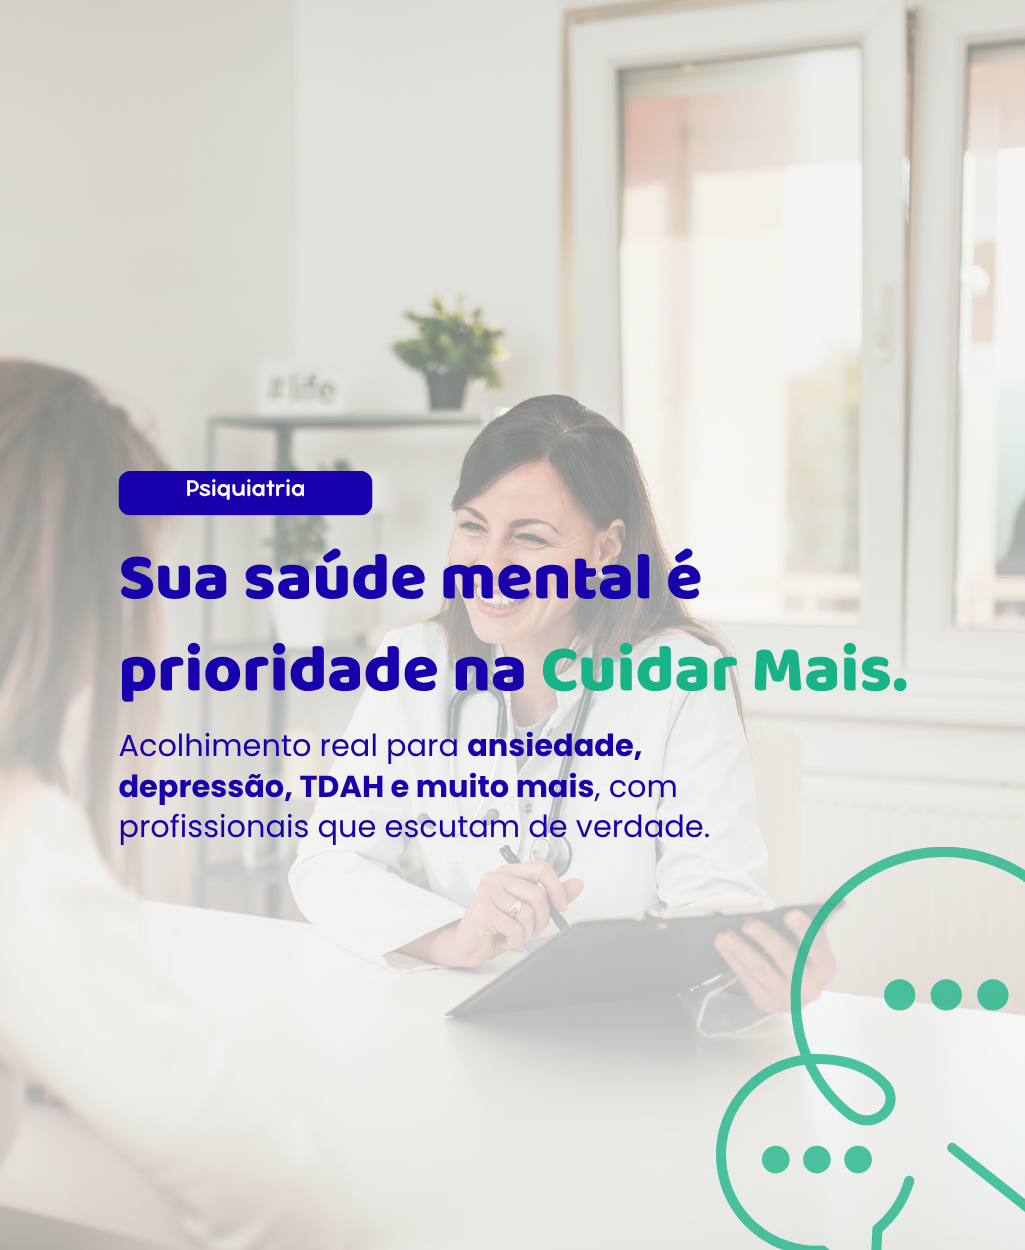 #life
Psiquiatria
Sua saúde mental é
prioridade na Cuidar Mais.
Acolhimento real para ansiedade,
depressão, TDAH e muito mais, com
profissionais que escutam de verdade.